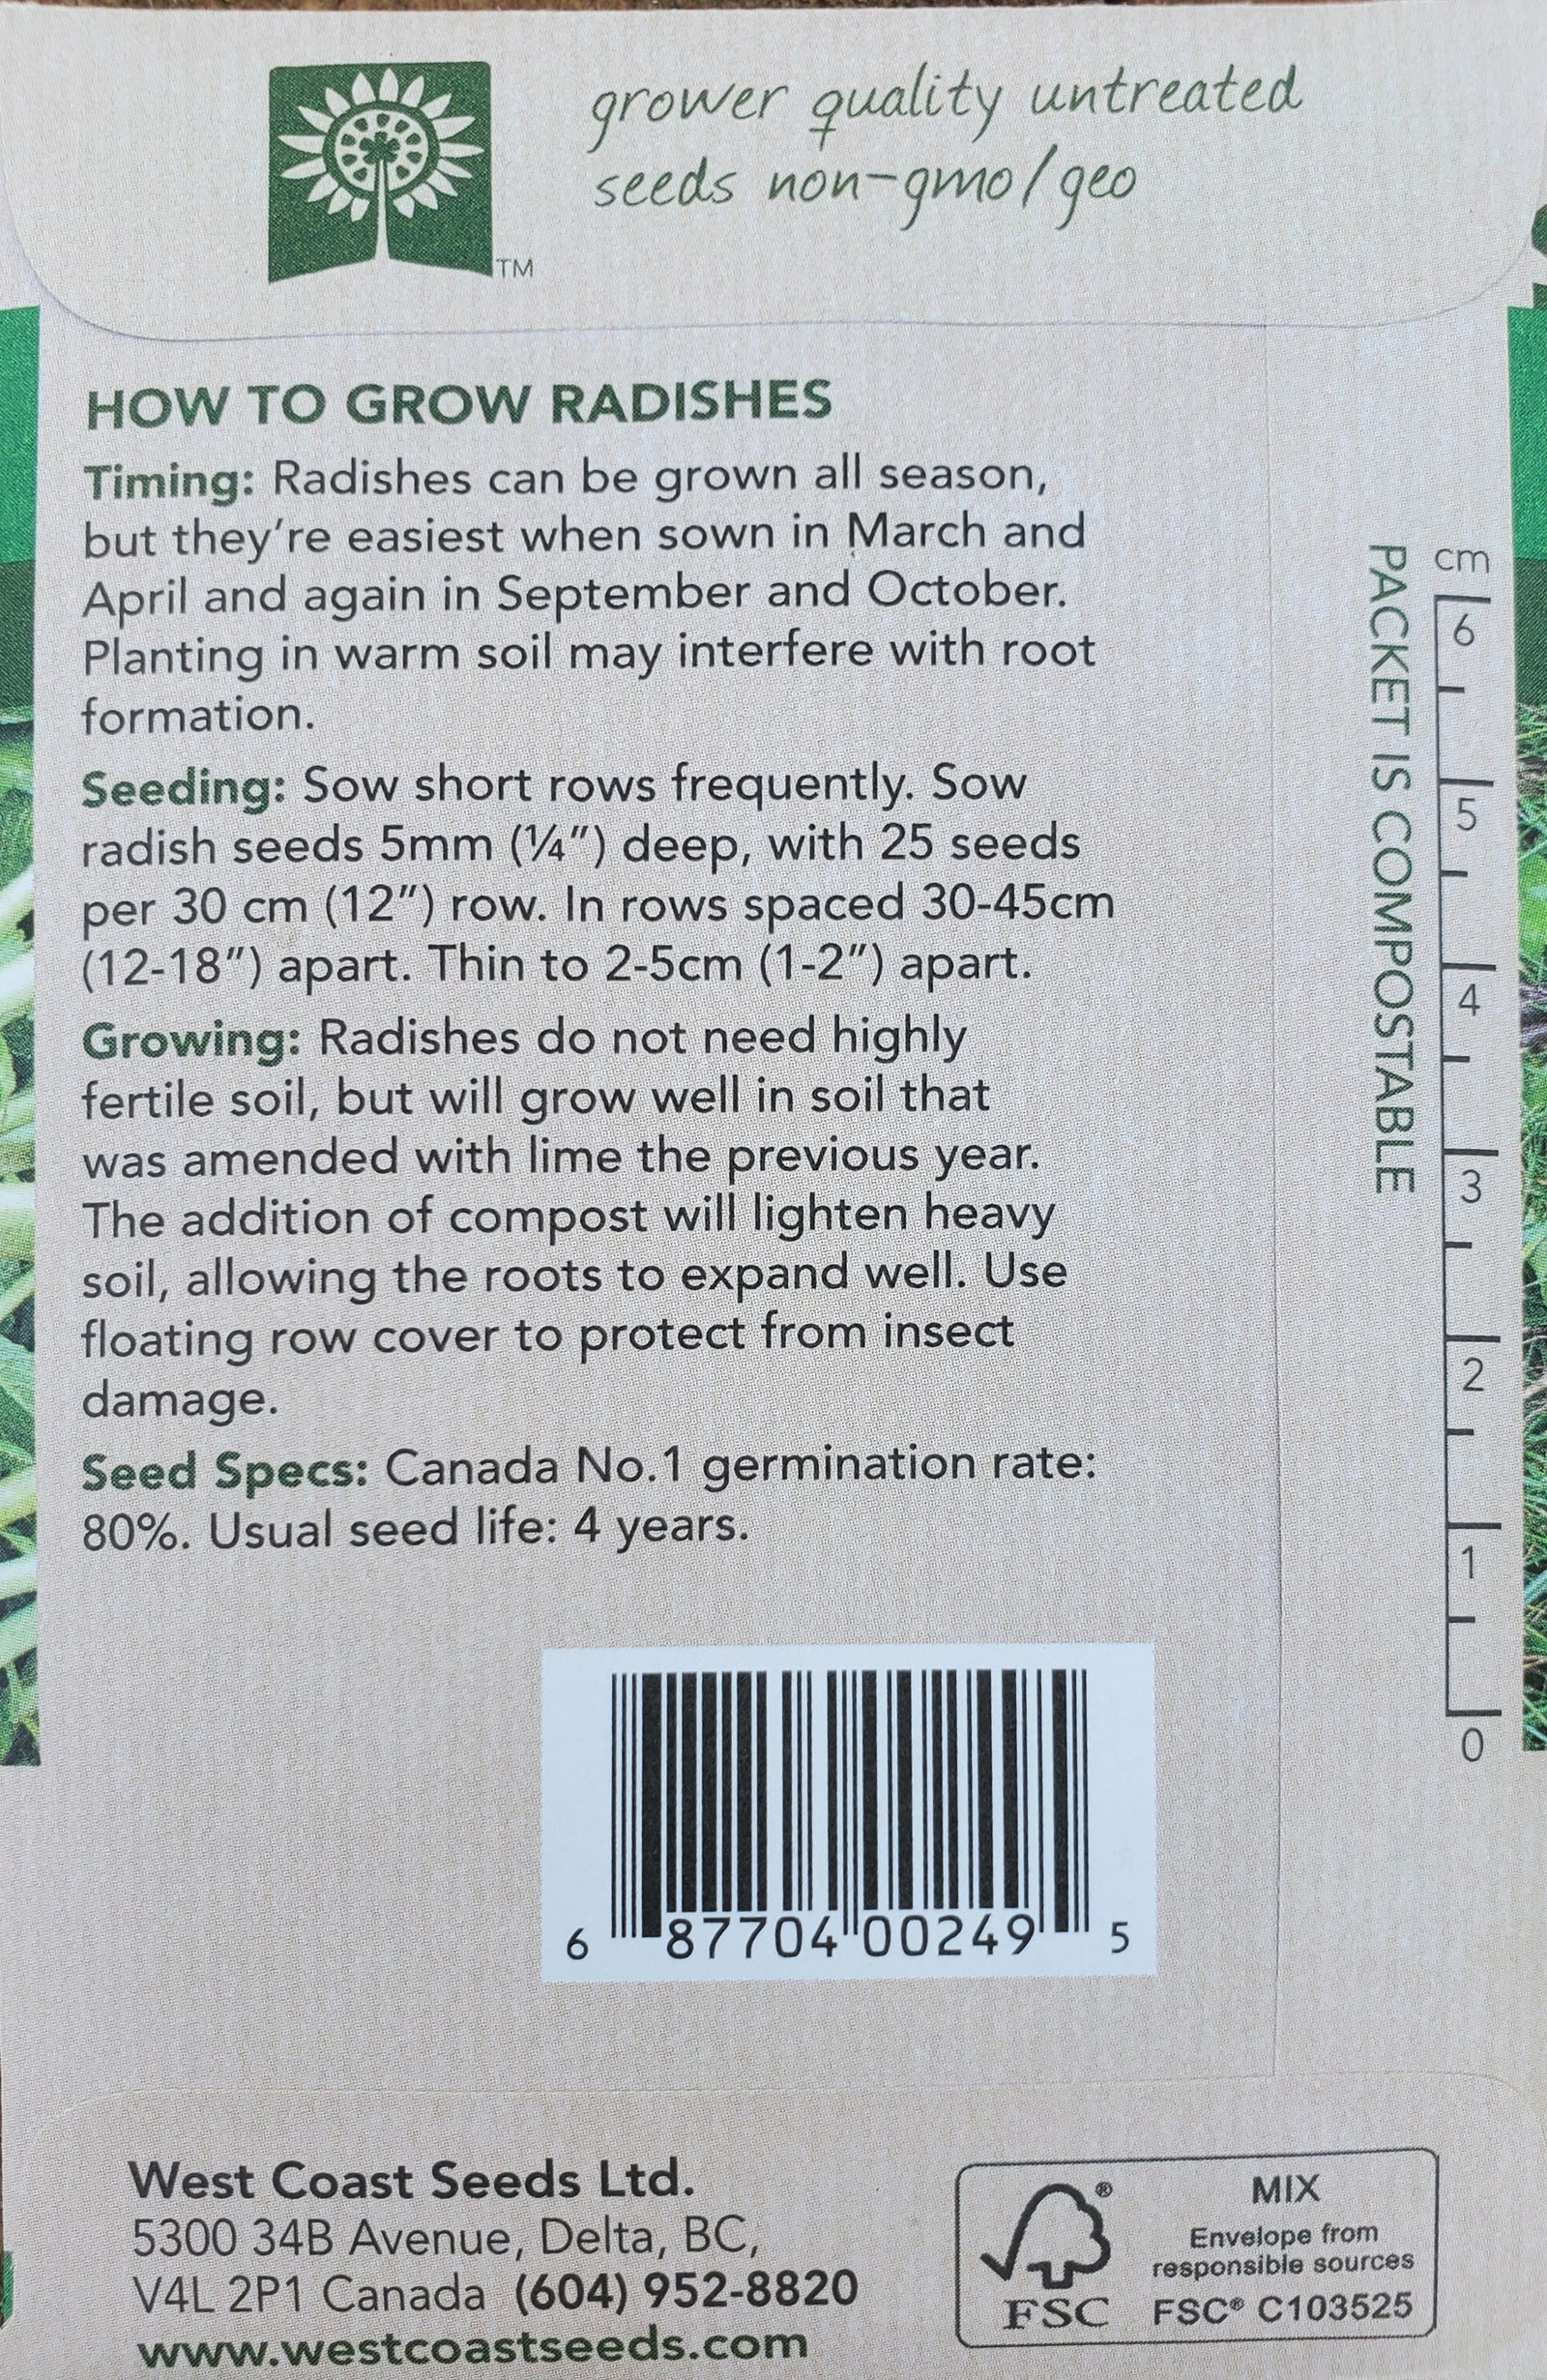 grower quality untreated
seeds non-gmo/geo
TM
HOW TO GROW RADISHES
Timing: Radishes can be grown all season,
but they're easiest when sown in March and
April and again in September and October.
Planting in warm soil may interfere with root
formation.
Seeding: Sow short rows frequently. Sow
radish seeds 5mm (¼") deep, with 25 seeds
per 30 cm (12") row. In rows spaced 30-45cm
(12-18") apart. Thin to 2-5cm (1-2") apart.
Growing: Radishes do not need highly
fertile soil, but will grow well in soil that
was amended with lime the previous year.
The addition of compost will lighten heavy
soil, allowing the roots to expand well. Use
floating row cover to protect from insect
damage.
Seed Specs: Canada No.1 germination rate:
80%. Usual seed life: 4 years.
PACKET IS COMPOSTABLE
cm
6
5
4
3
2
1
0
6 87704 00249 5
West Coast Seeds Ltd.
5300 34B Avenue, Delta, BC,
V4L 2P1 Canada (604) 952-8820
www.westcoastseeds.com
®
FSC
MIX
Envelope from
responsible sources
FSC® C103525